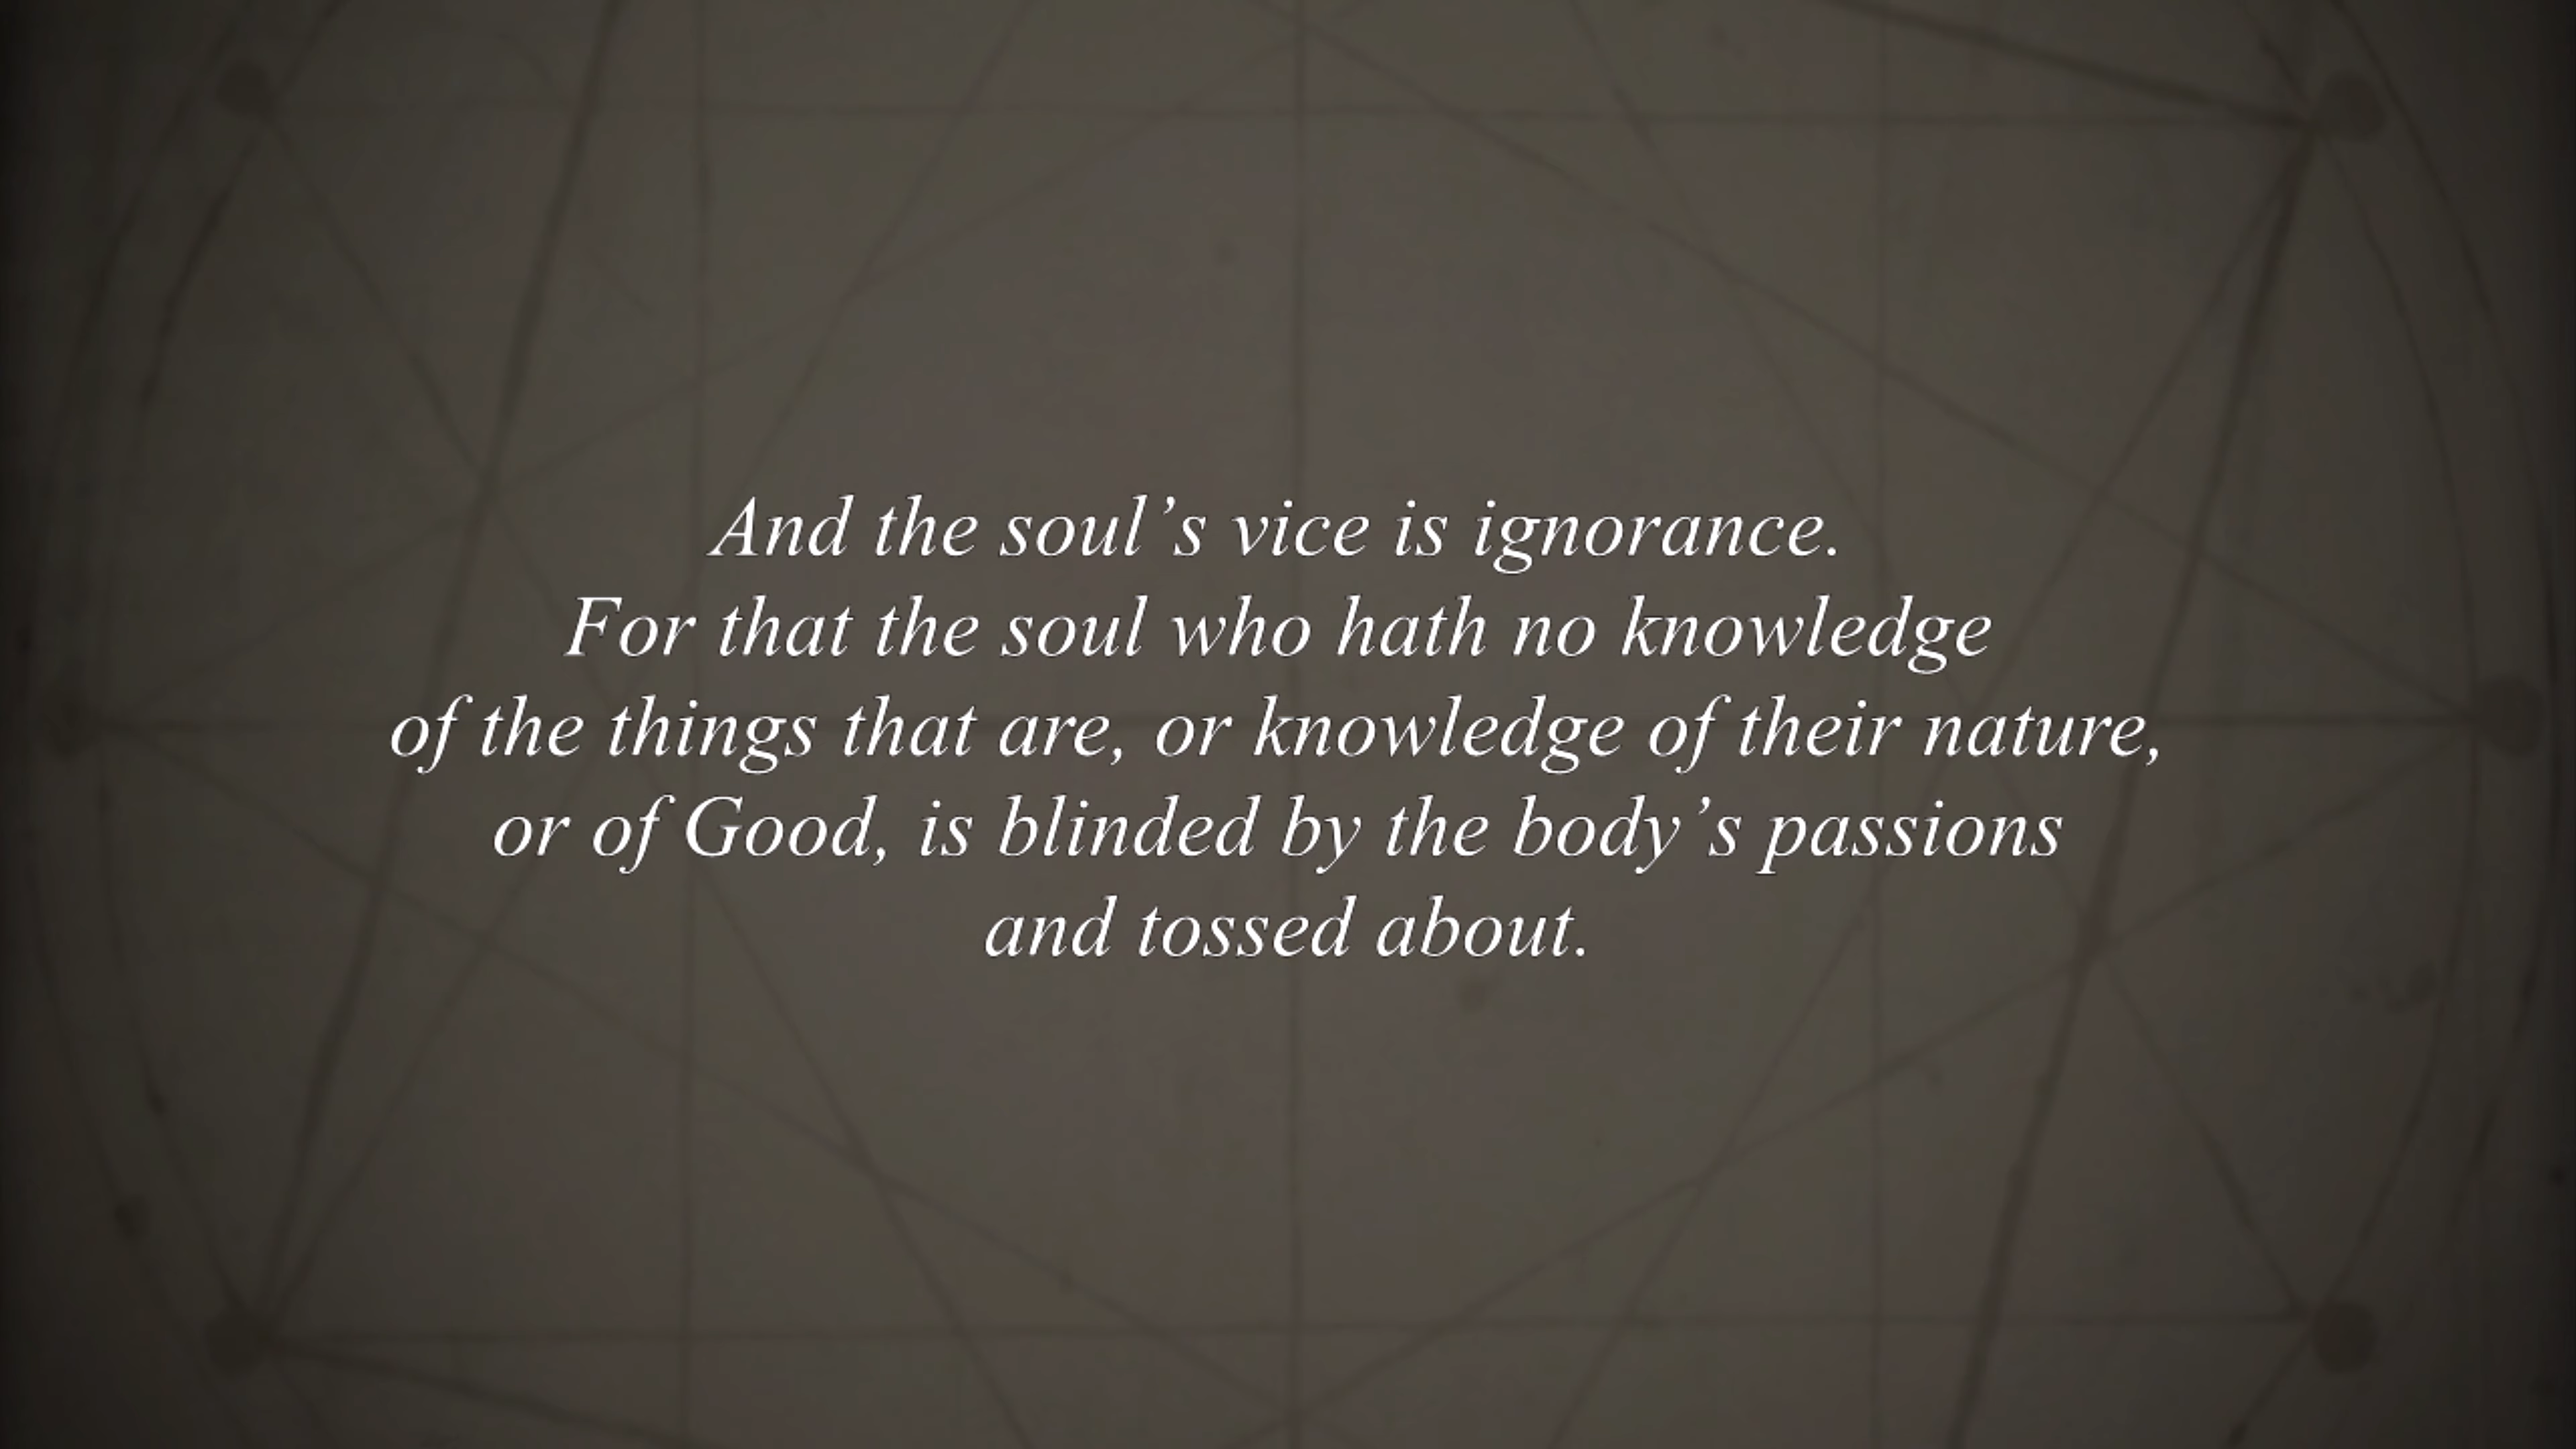 And the soul’s vice is ignorance.
For that the soul who hath no knowledge
of the things that are, or knowledge of their nature,
or of Good, is blinded by the body’s passions
and tossed about.